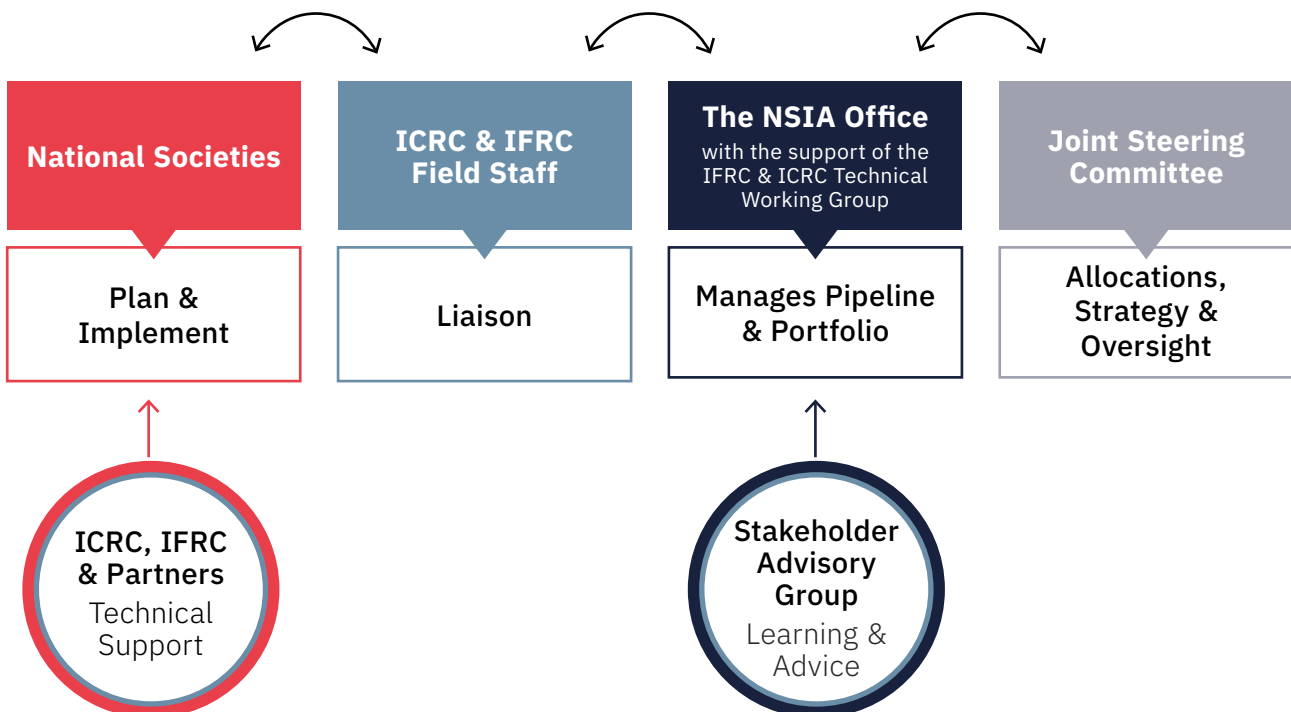 National Societies
ICRC & IFRC
Field Staff
The NSIA Office
with the support of the
IFRC & ICRC Technical
Working Group
Joint Steering
Committee
Plan &
Implement
Liaison
Manages Pipeline
& Portfolio
Allocations,
Strategy &
Oversight
ICRC, IFRC
& Partners
Technical
Support
Stakeholder
Advisory
Group
Learning &
Advice